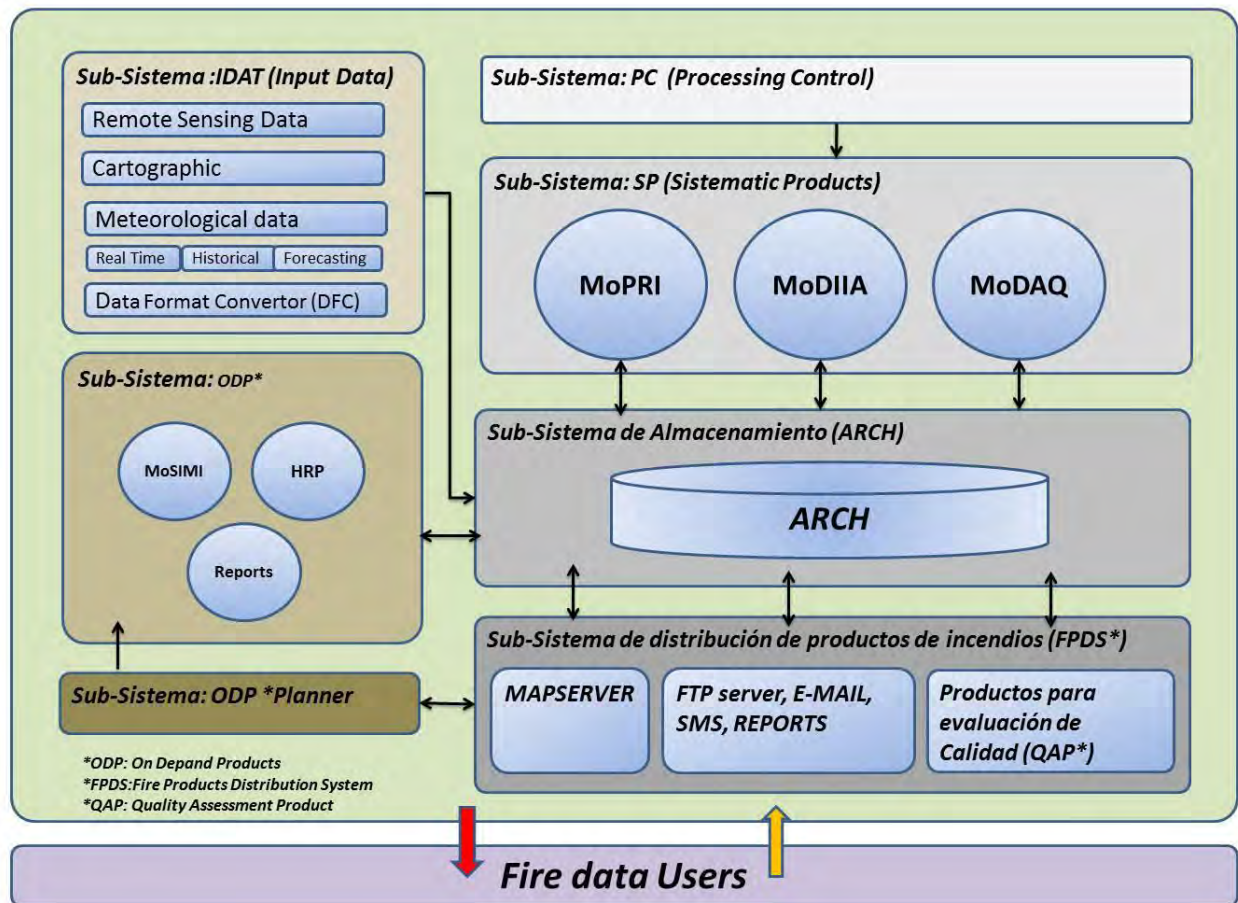 Sub-Sistema :IDAT (Input Data)
Remote Sensing Data
Cartographic
Meteorological data
Real Time
Historical
Forecasting
Data Format Convertor (DFC)
Sub-Sistema: PC (Processing Control)
Sub-Sistema: SP (Sistematic Products)
MoPRI
MoDIIA
MoDAQ
Sub-Sistema: ODP*
MoSIMI
HRP
Reports
Sub-Sistema de Almacenamiento (ARCH)
ARCH
Sub-Sistema: ODP *Planner
Sub-Sistema de distribución de productos de incendios (FPDS*)
MAPSERVER
FTP server, E-MAIL,
SMS, REPORTS
Productos para
evaluación de
Calidad (QAP*)
*ODP: On Depand Products
*FPDS:Fire Products Distribution System
*QAP: Quality Assessment Product
Fire data Users